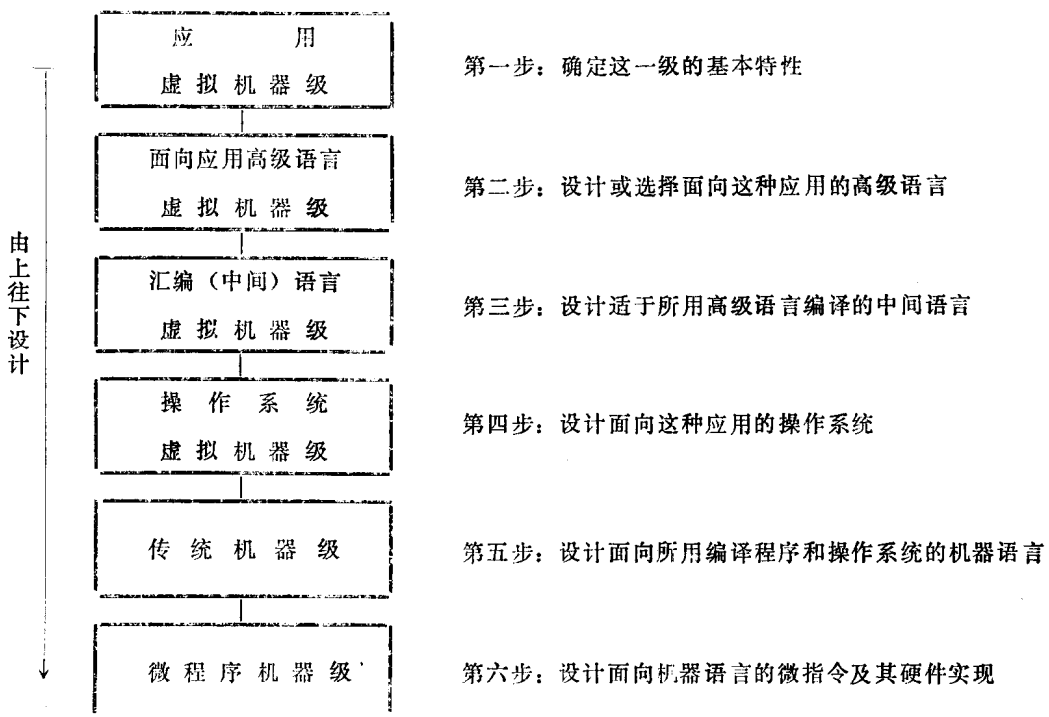 应用
虚拟机器级
第一步：确定这一级的基本特性
面向应用高级语言
虚拟机器级
第二步：设计或选择面向这种应用的高级语言
由上往下设计
汇编（中间）语言
虚拟机器级
第三步：设计适于所用高级语言编译的中间语言
操作系统
虚拟机器级
第四步：设计面向这种应用的操作系统
传统机器级
第五步：设计面向所用编译程序和操作系统的机器语言
微程序机器级
第六步：设计面向机器语言的微指令及其硬件实现